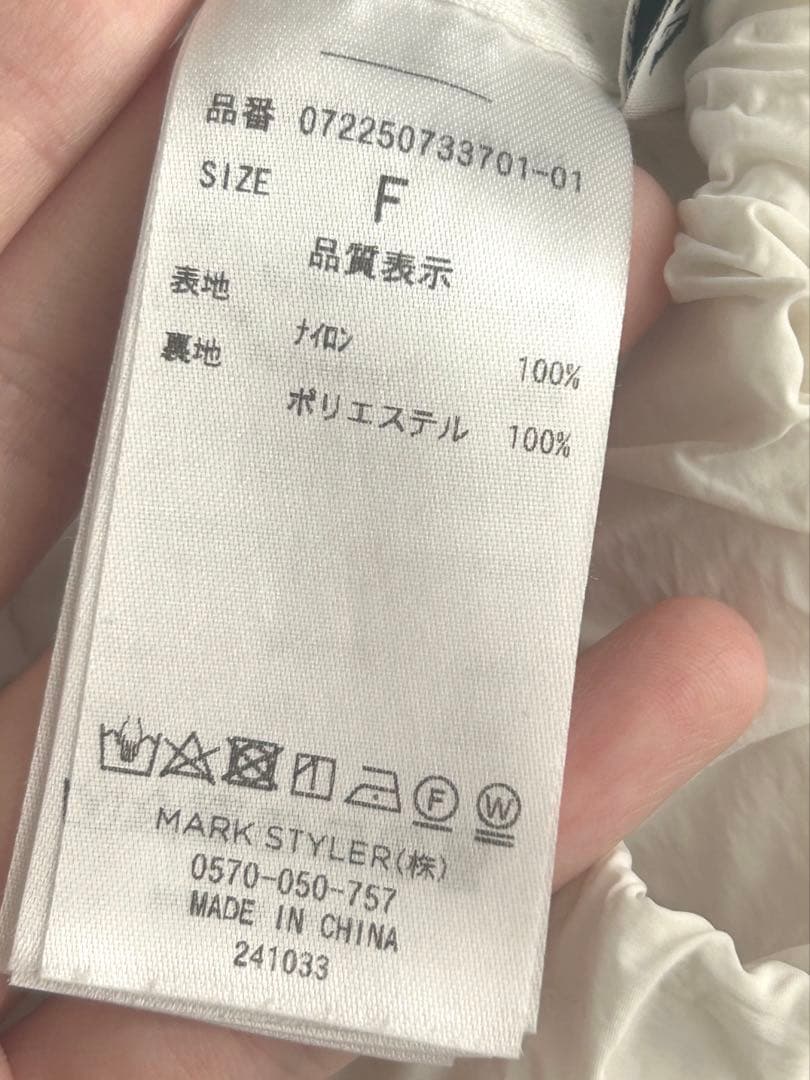 品番 072250733701-01
SIZE F
品質表示
表地 ﾅｲﾛﾝ 100%
裏地 ポリエステル 100%
F W
MARK STYLER(株)
0570-050-757
MADE IN CHINA
241033